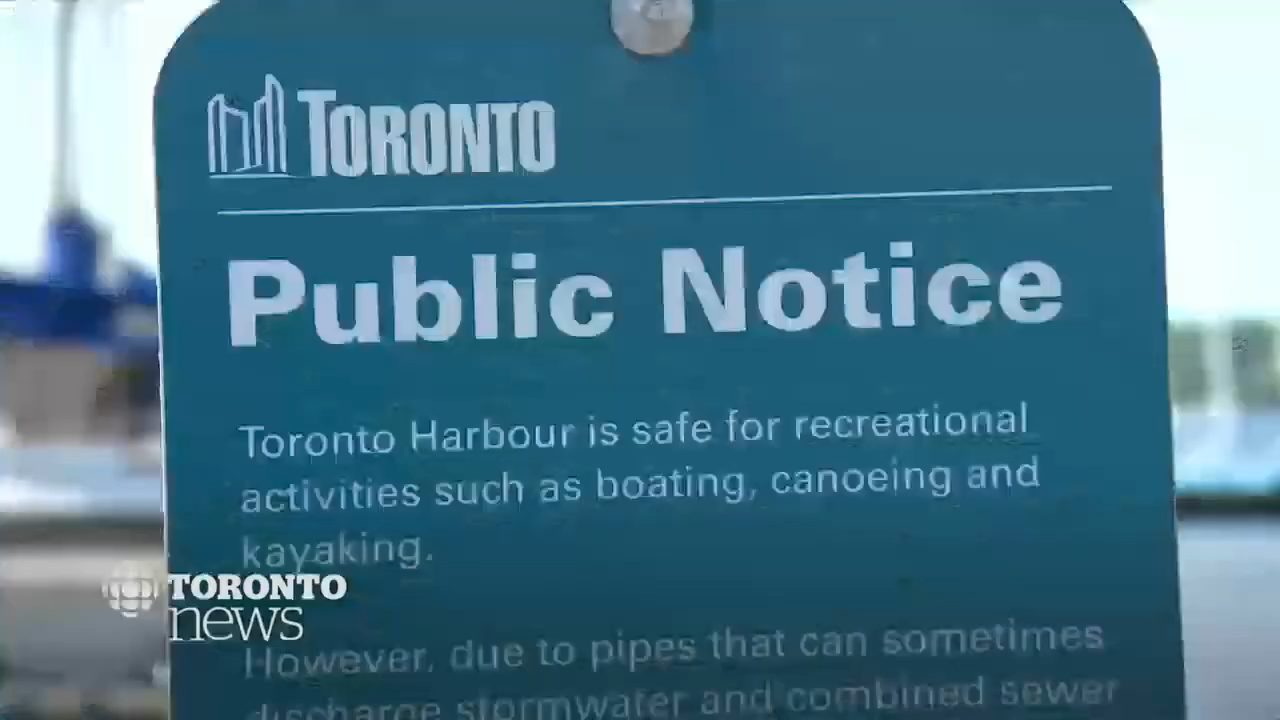 TORONTO
Public Notice
Toronto Harbour is safe for recreational
activities such as boating, canoeing and
kayaking.
TORONTO
news
However, due to pipes that can sometimes
discharge stormwater and combined sewer